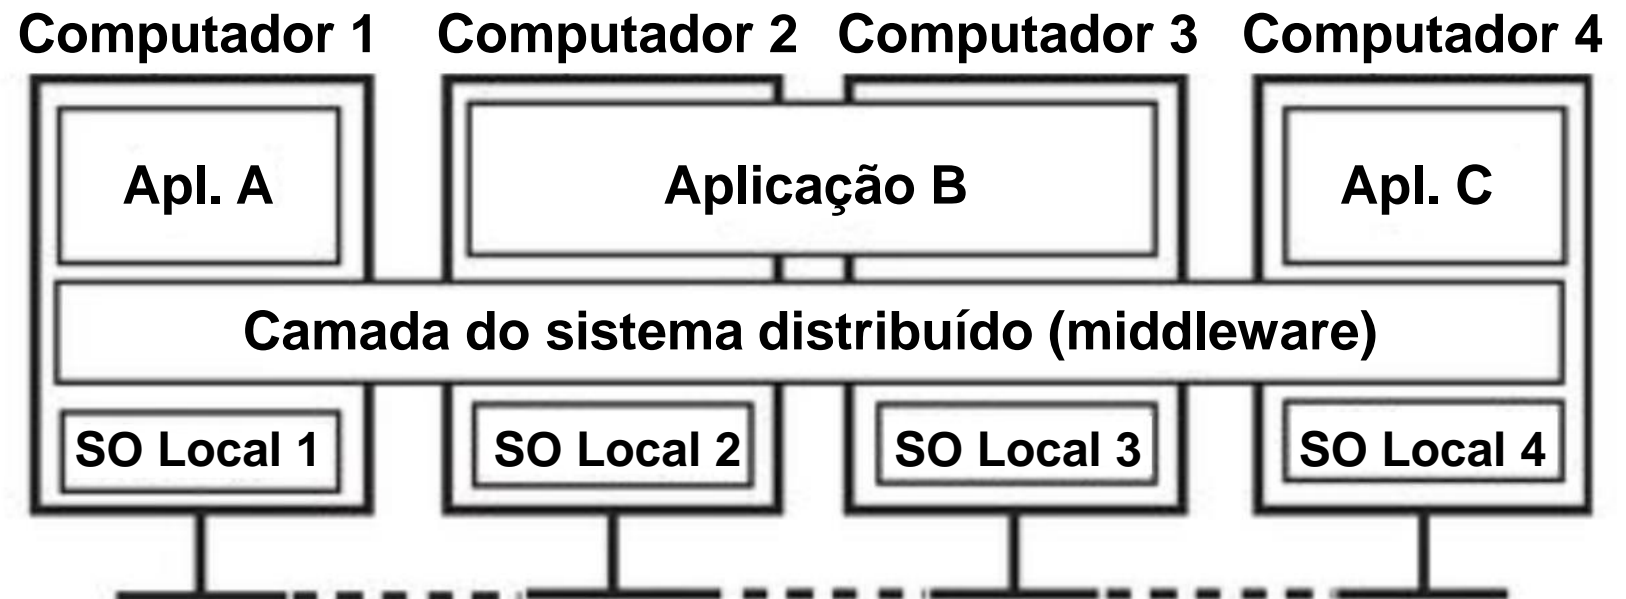 Computador 1 Computador 2 Computador 3 Computador 4
Apl. A Aplicação B Apl. C
Camada do sistema distribuído (middleware)
SO Local 1 SO Local 2 SO Local 3 SO Local 4